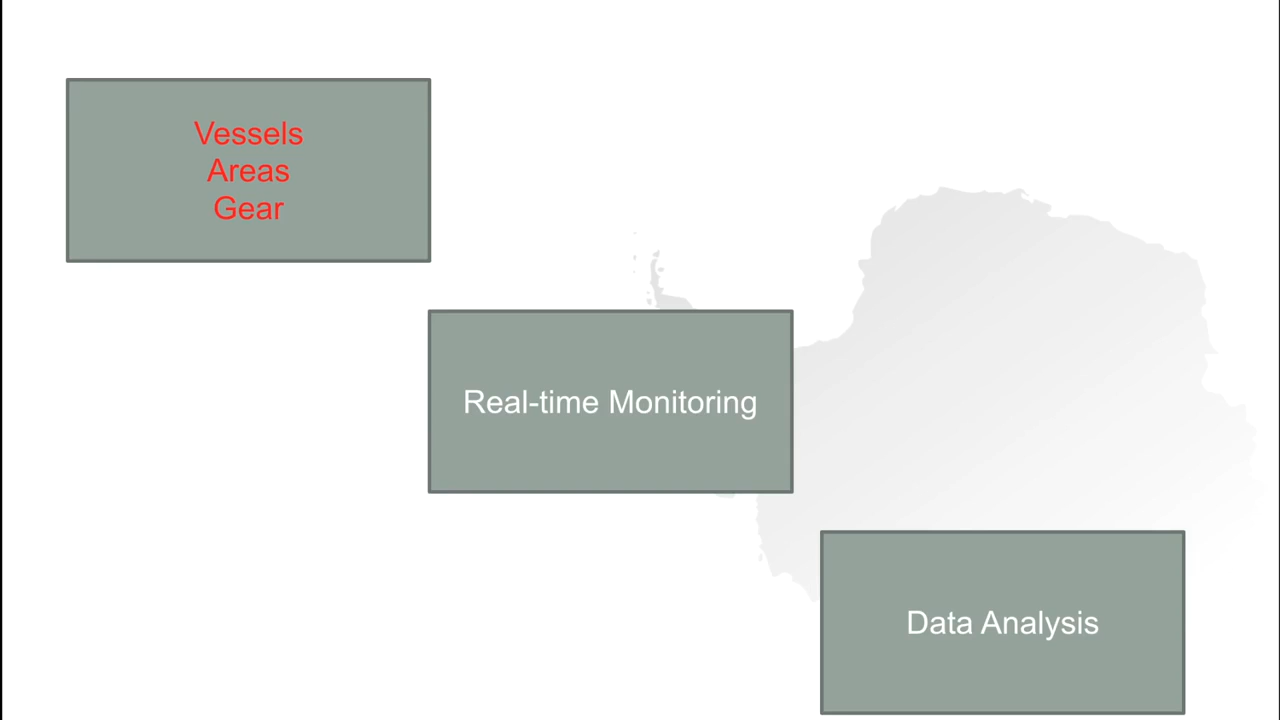 Vessels
Areas
Gear
Real-time Monitoring
Data Analysis